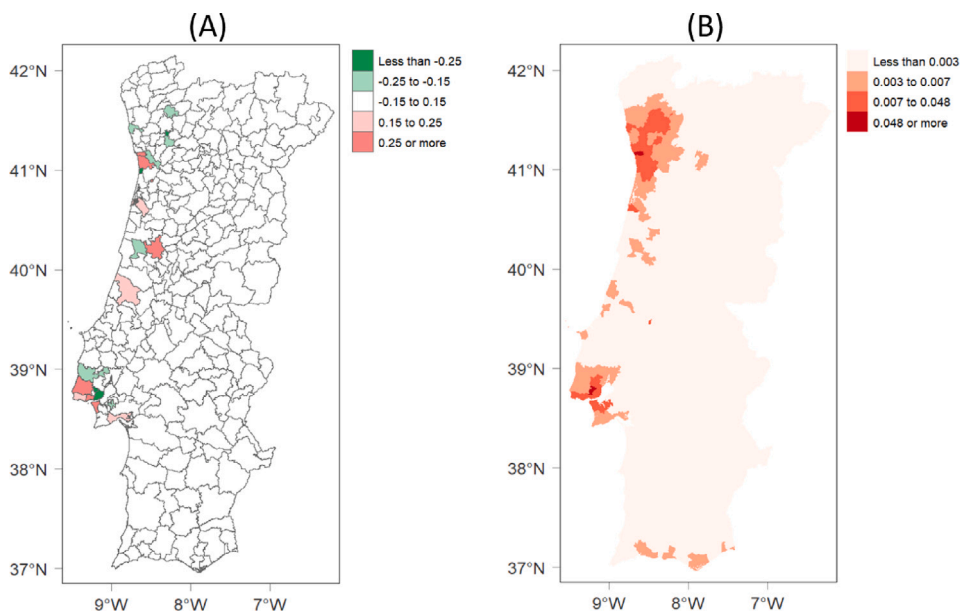 (A)
(B)
42°N
41°N
40°N
39°N
38°N
37°N
9°W
8°W
7°W
Less than -0.25
-0.25 to -0.15
-0.15 to 0.15
0.15 to 0.25
0.25 or more
42°N
41°N
40°N
39°N
38°N
37°N
9°W
8°W
7°W
Less than 0.003
0.003 to 0.007
0.007 to 0.048
0.048 or more